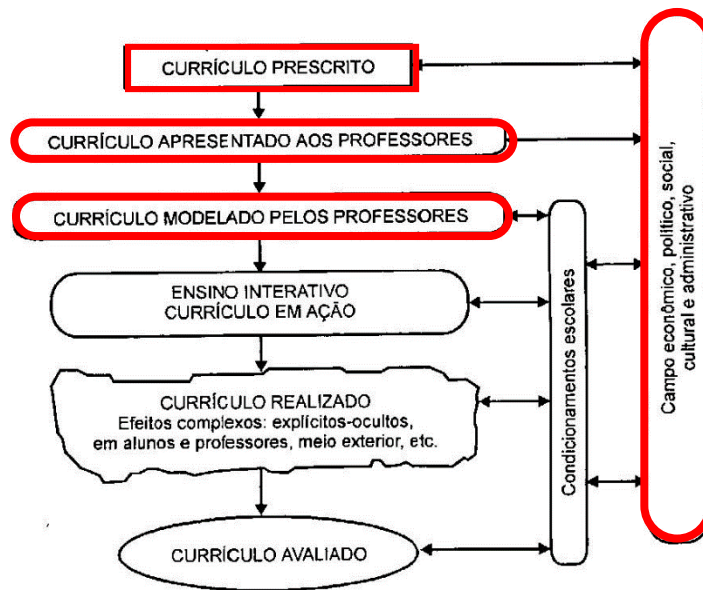 CURRÍCULO PRESCRITO
CURRÍCULO APRESENTADO AOS PROFESSORES
CURRÍCULO MODELADO PELOS PROFESSORES
ENSINO INTERATIVO
CURRÍCULO EM AÇÃO
CURRÍCULO REALIZADO
Efeitos complexos: explícitos-ocultos,
em alunos e professores, meio exterior, etc.
CURRÍCULO AVALIADO
Condicionamentos escolares
Campo econômico, político, social,
cultural e administrativo